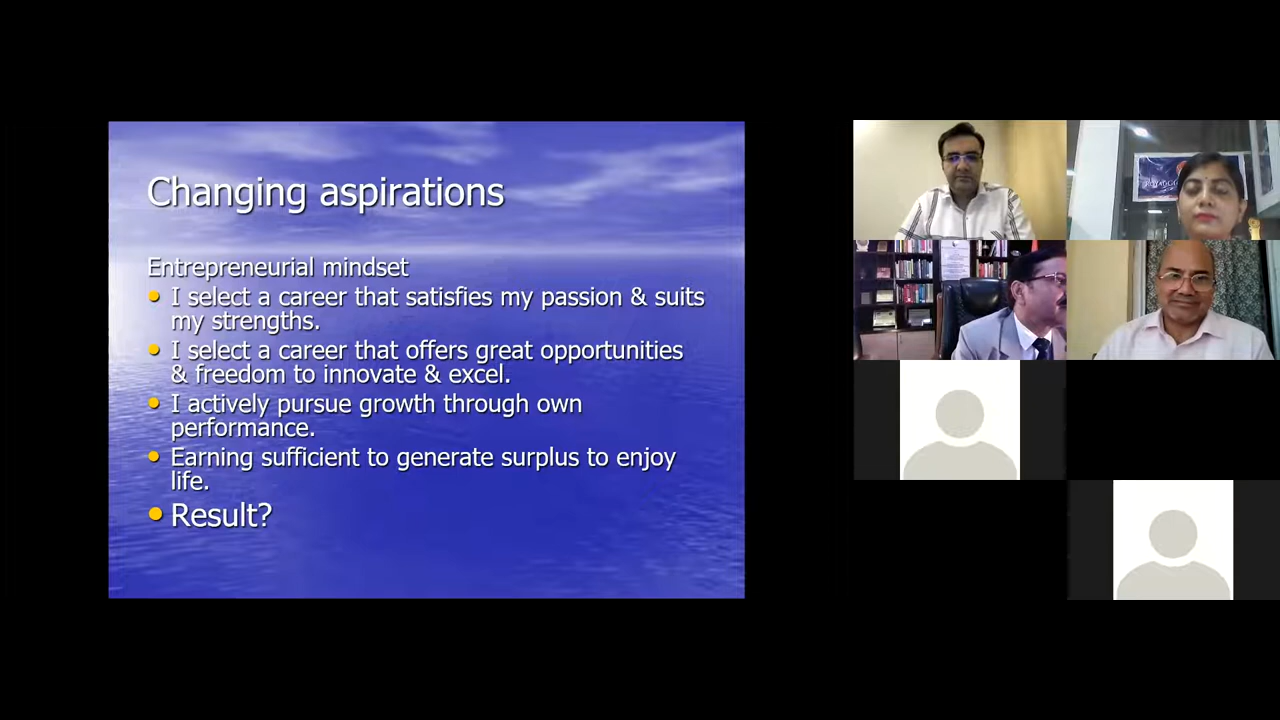 Changing aspirations
Entrepreneurial mindset
• I select a career that satisfies my passion & suits
my strengths.
• I select a career that offers great opportunities
& freedom to innovate & excel.
• I actively pursue growth through own
performance.
• Earning sufficient to generate surplus to enjoy
life.
• Result?